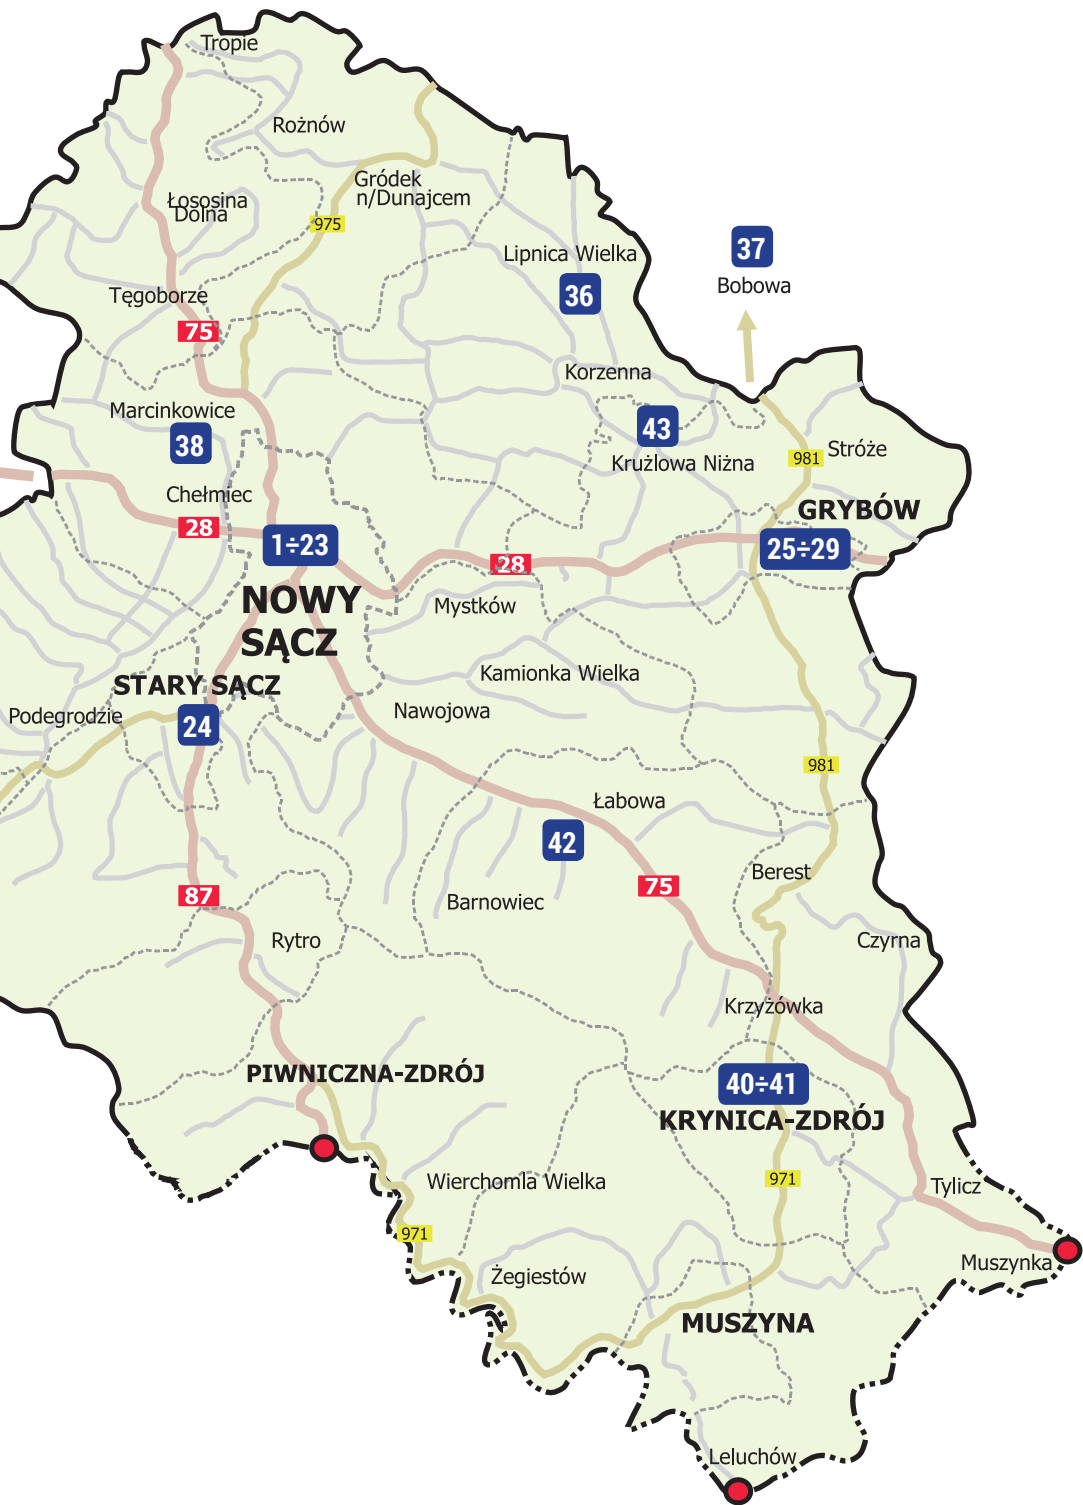 Tropie
Rożnów
Gródek
n/Dunajcem
Łososina
Dolna
975
Lipnica Wielka
37
Bobowa
36
Tęgoborze
75
Korzenna
Marcinkowice
38
43
Krużlowa Niżna
981
Stróże
Chełmiec
28
GRYBÓW
1÷23
25÷29
28
NOWY
SĄCZ
Mystków
Kamionka Wielka
STARY SĄCZ
Podegrodzie
24
Nawojowa
981
Łabowa
42
87
75
Berest
Barnowiec
Rytro
Czyrna
Krzyżówka
PIWNICZNA-ZDRÓJ
40÷41
KRYNICA-ZDRÓJ
Wierchomla Wielka
971
Tylicz
971
Muszynka
Żegiestów
MUSZYNA
Leluchów